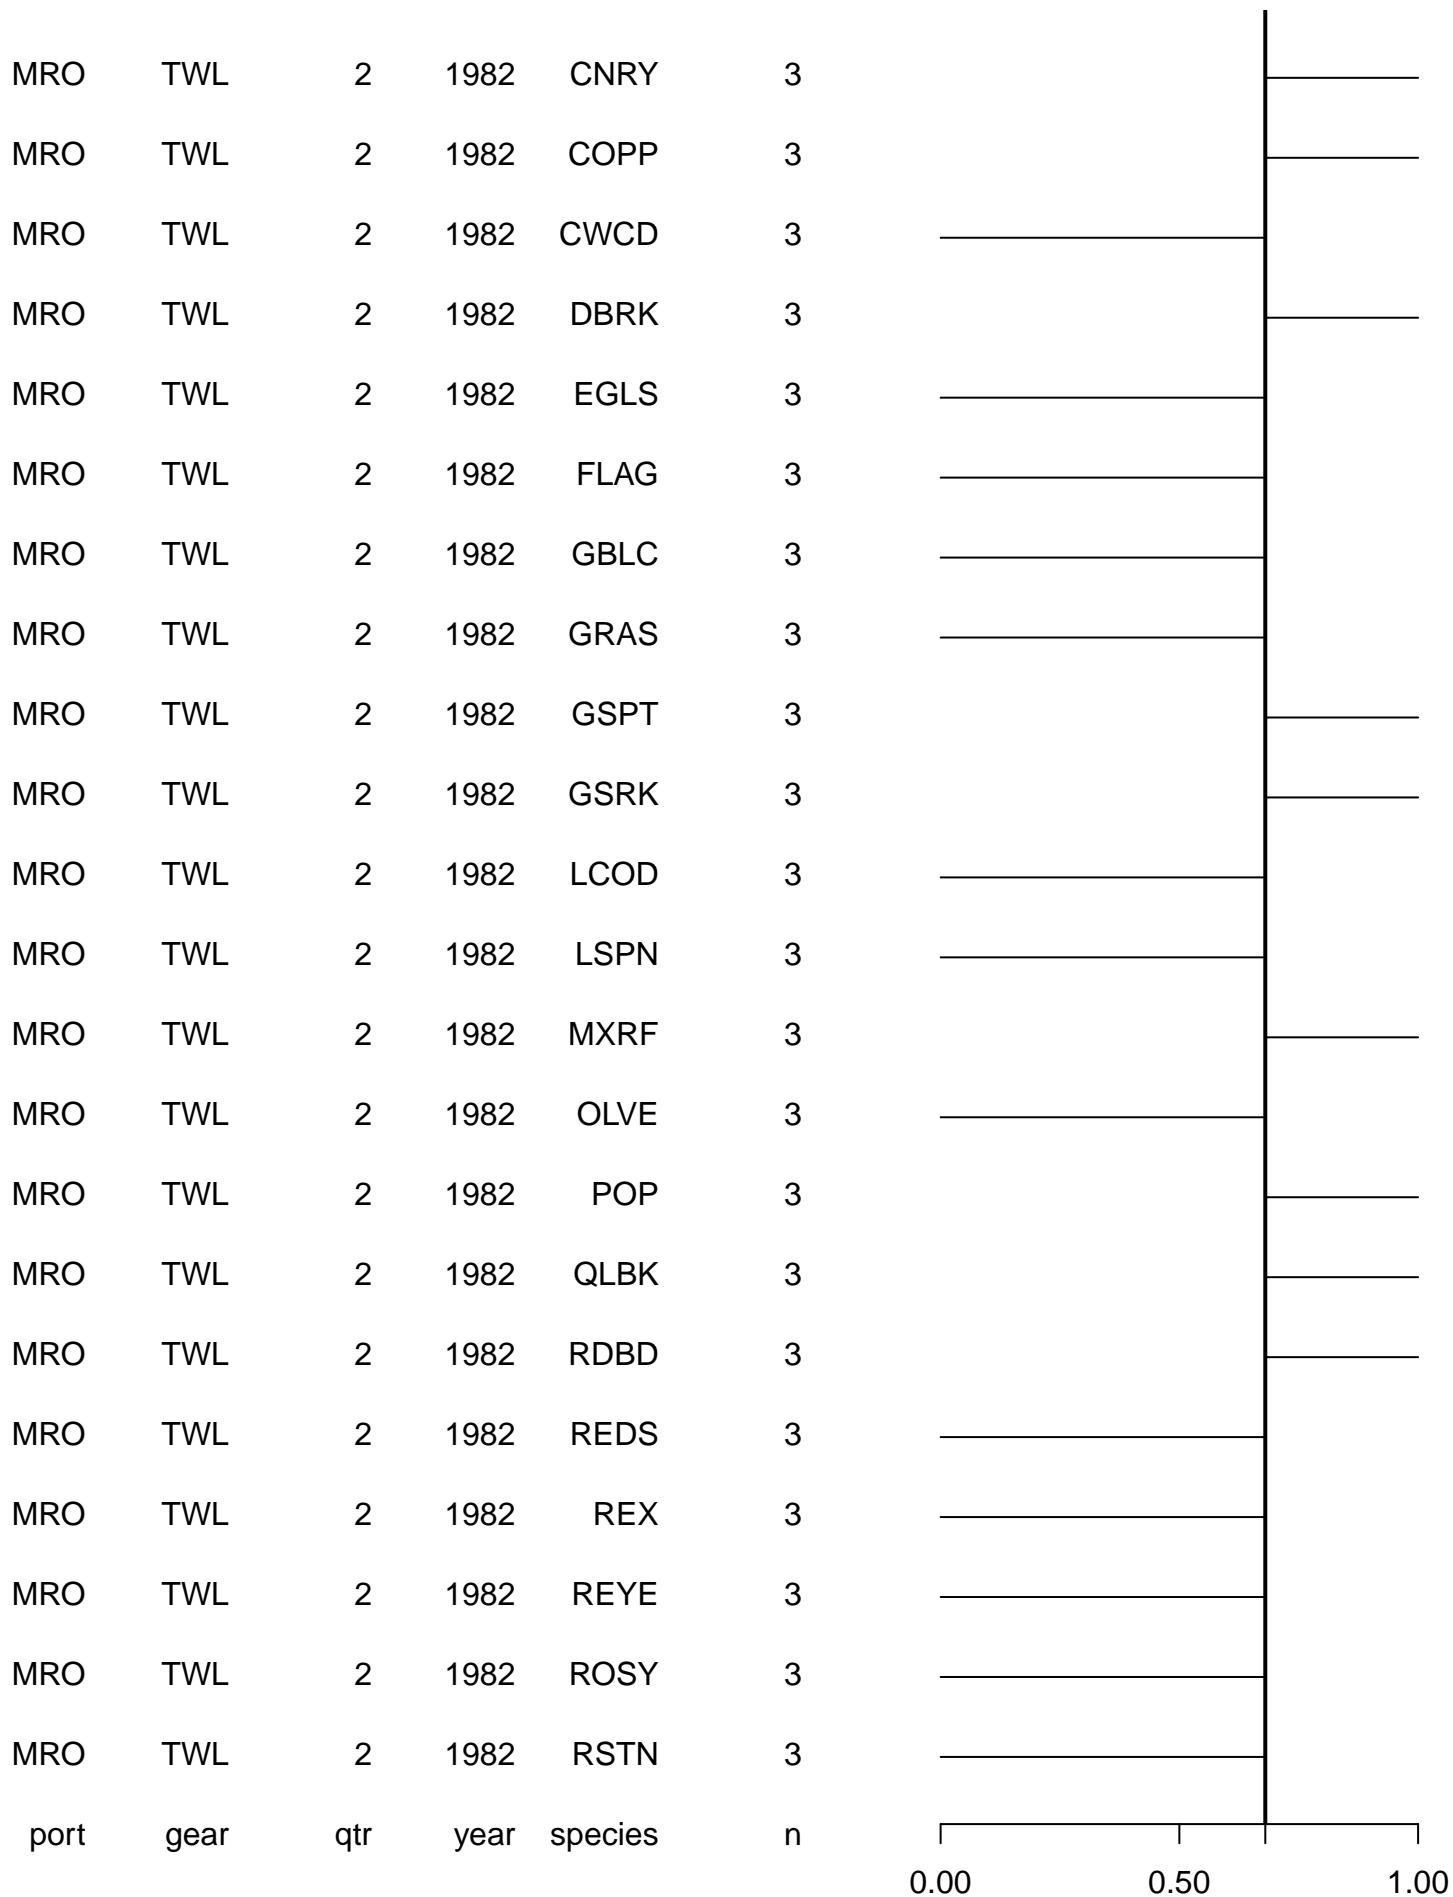 MRO TWL 2 1982 CNRY 3
MRO TWL 2 1982 COPP 3
MRO TWL 2 1982 CWCD 3
MRO TWL 2 1982 DBRK 3
MRO TWL 2 1982 EGLS 3
MRO TWL 2 1982 FLAG 3
MRO TWL 2 1982 GBLC 3
MRO TWL 2 1982 GRAS 3
MRO TWL 2 1982 GSPT 3
MRO TWL 2 1982 GSRK 3
MRO TWL 2 1982 LCOD 3
MRO TWL 2 1982 LSPN 3
MRO TWL 2 1982 MXRF 3
MRO TWL 2 1982 OLVE 3
MRO TWL 2 1982 POP 3
MRO TWL 2 1982 QLBK 3
MRO TWL 2 1982 RDBD 3
MRO TWL 2 1982 REDS 3
MRO TWL 2 1982 REX 3
MRO TWL 2 1982 REYE 3
MRO TWL 2 1982 ROSY 3
MRO TWL 2 1982 RSTN 3
port gear qtr year species n
0.00 0.50 1.00